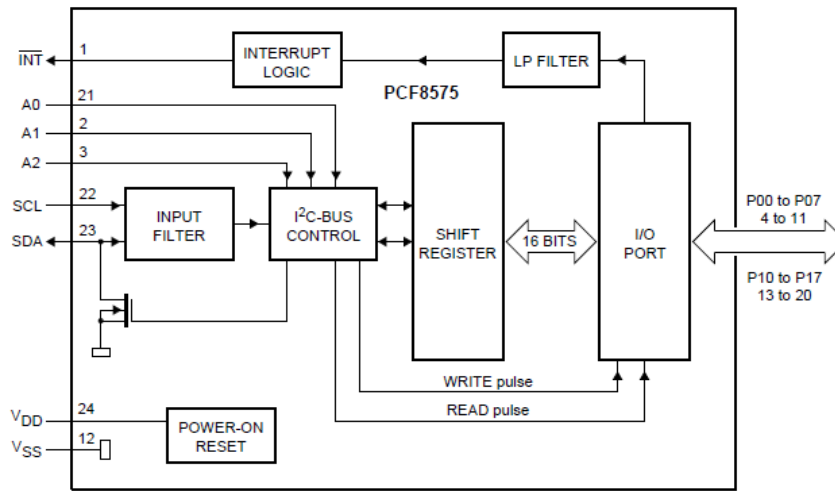 INT
1
INTERRUPT
LOGIC
LP FILTER
PCF8575
A0
21
A1
2
A2
3
SCL
22
SDA
23
INPUT
FILTER
I²C-BUS
CONTROL
SHIFT
REGISTER
16 BITS
I/O
PORT
P00 to P07
4 to 11
P10 to P17
13 to 20
WRITE pulse
READ pulse
VDD
24
VSS
12
POWER-ON
RESET